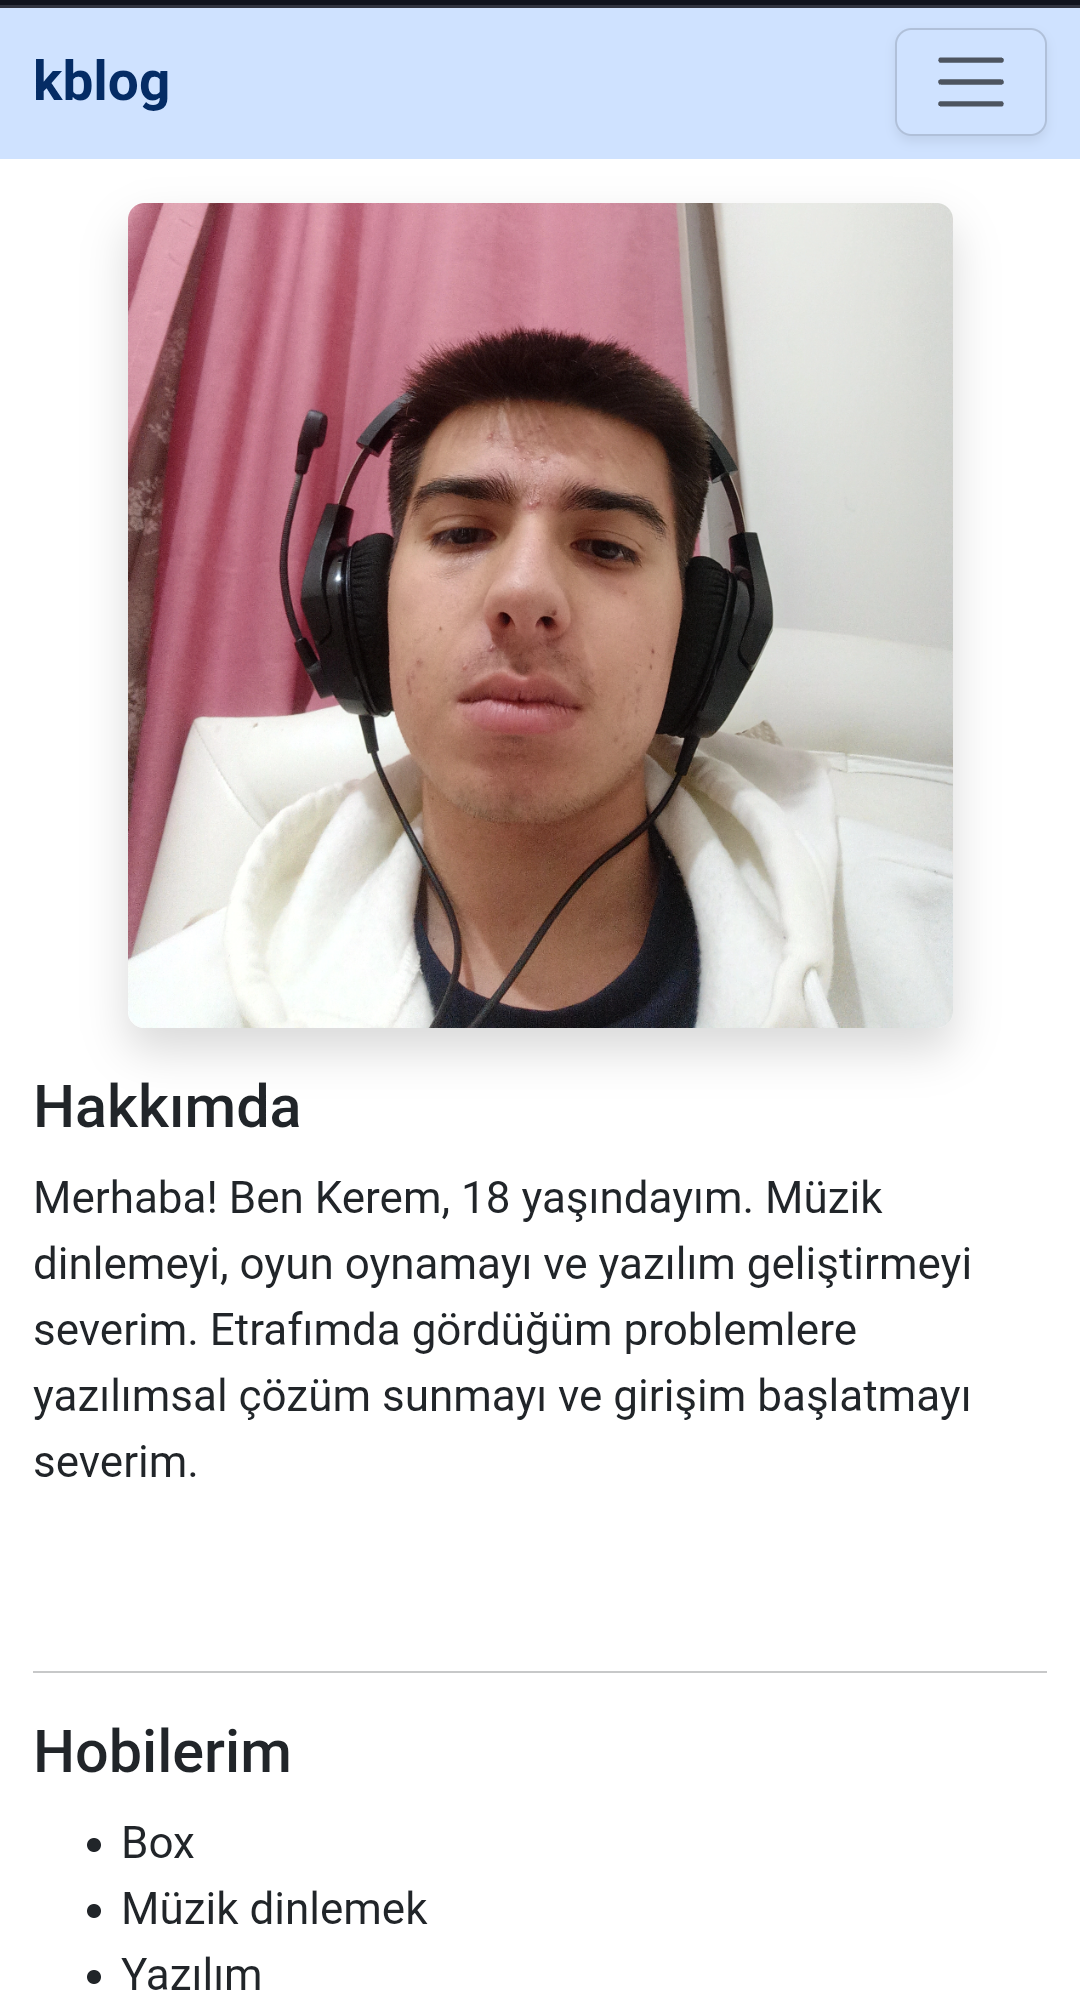 kblog
Hakkımda
Merhaba! Ben Kerem, 18 yaşındayım. Müzik
dinlemeyi, oyun oynamayı ve yazılım geliştirmeyi
severim. Etrafımda gördüğüm problemlere
yazılımsal çözüm sunmayı ve girişim başlatmayı
severim.
Hobilerim
• Box
• Müzik dinlemek
• Yazılım